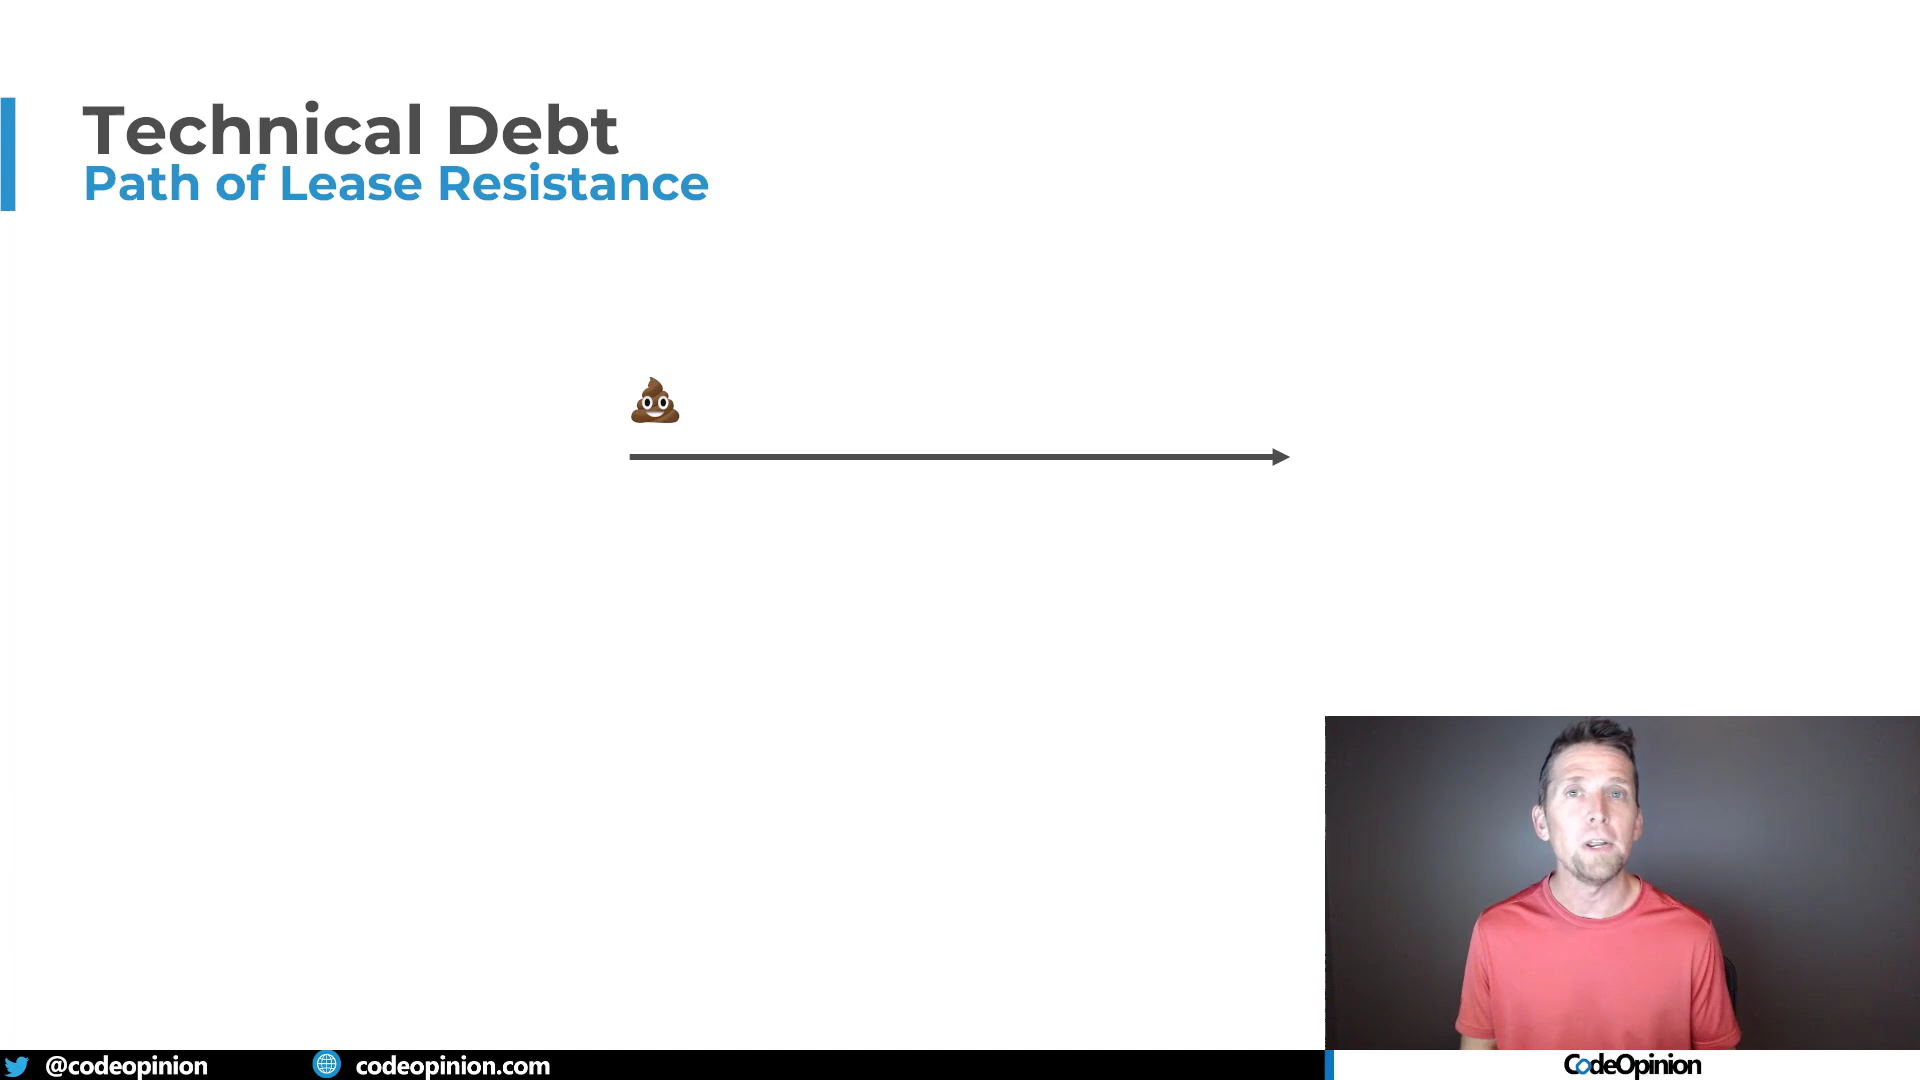 Technical Debt
Path of Lease Resistance
@codeopinion
codeopinion.com
CodeOpinion